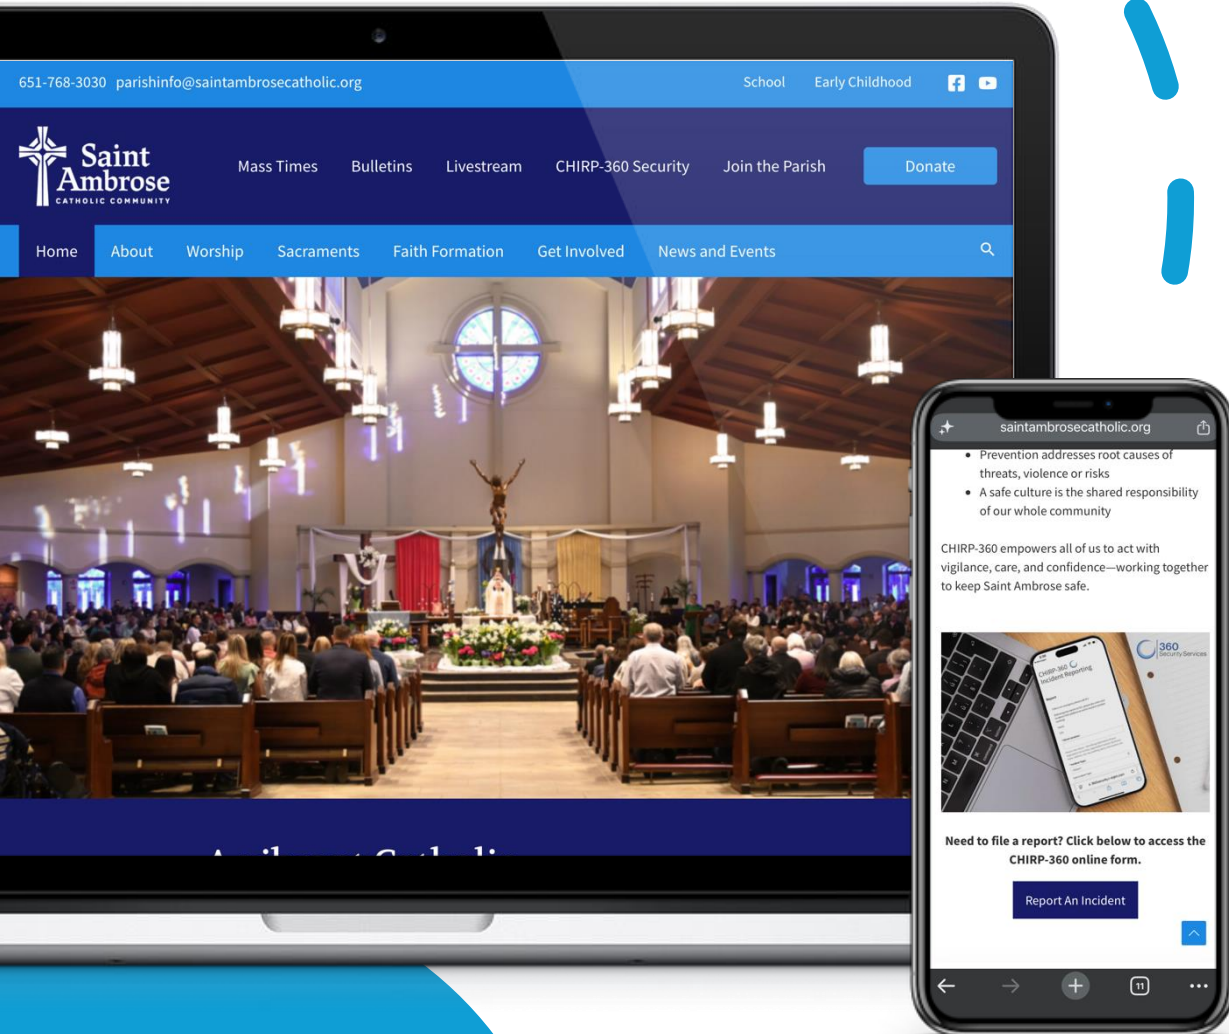 651-768-3030 parishinfo@saintambrosecatholic.org
School Early Childhood
Saint
Ambrose
CATHOLIC COMMUNITY
Mass Times Bulletins Livestream CHIRP-360 Security Join the Parish Donate
Home About Worship Sacraments Faith Formation Get Involved News and Events
saintambrosecatholic.org
Prevention addresses root causes of
threats, violence or risks
A safe culture is the shared responsibility
of our whole community
CHIRP-360 empowers all of us to act with
vigilance, care, and confidence—working together
to keep Saint Ambrose safe.
360
Security Services
CHIRP-360
Incident Reporting
Need to file a report? Click below to access the
CHIRP-360 online form.
Report An Incident
11